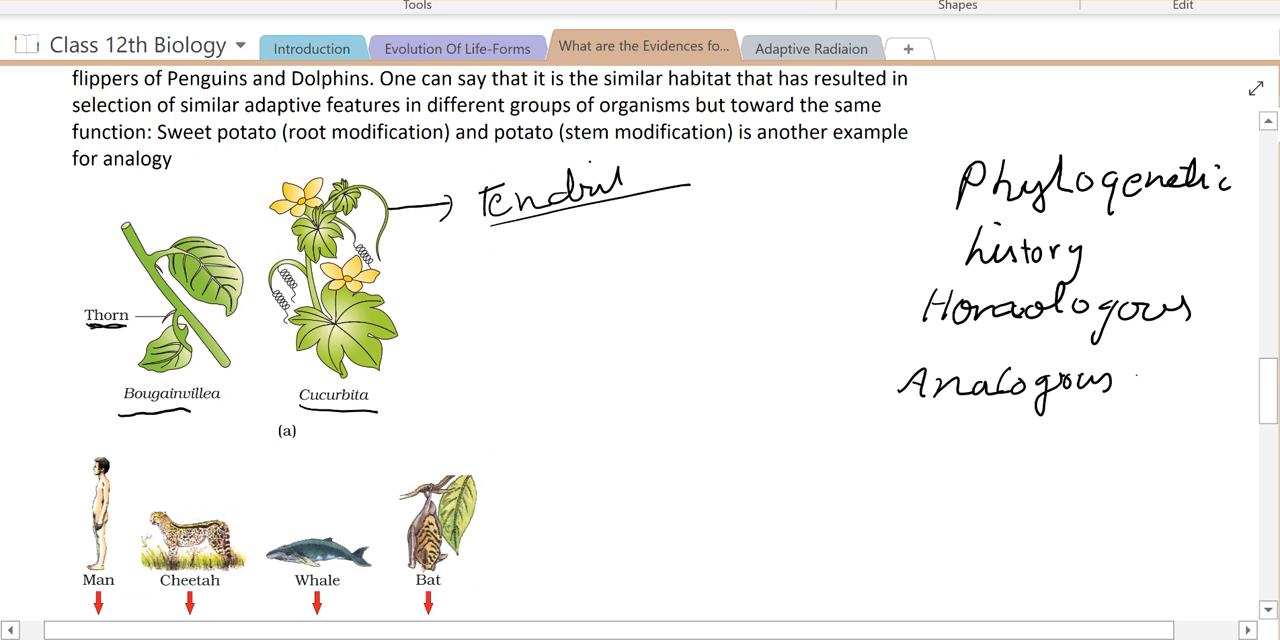 Tools
Shapes
Edit
Class 12th Biology
Introduction
Evolution Of Life-Forms
What are the Evidences fo...
Adaptive Radiaion
+
flippers of Penguins and Dolphins. One can say that it is the similar habitat that has resulted in
selection of similar adaptive features in different groups of organisms but toward the same
function: Sweet potato (root modification) and potato (stem modification) is another example
for analogy
Tendril
Phylogenetic
history
Homologous
Analogous
Thorn
Bougainvillea
Cucurbita
(a)
Man
Cheetah
Whale
Bat